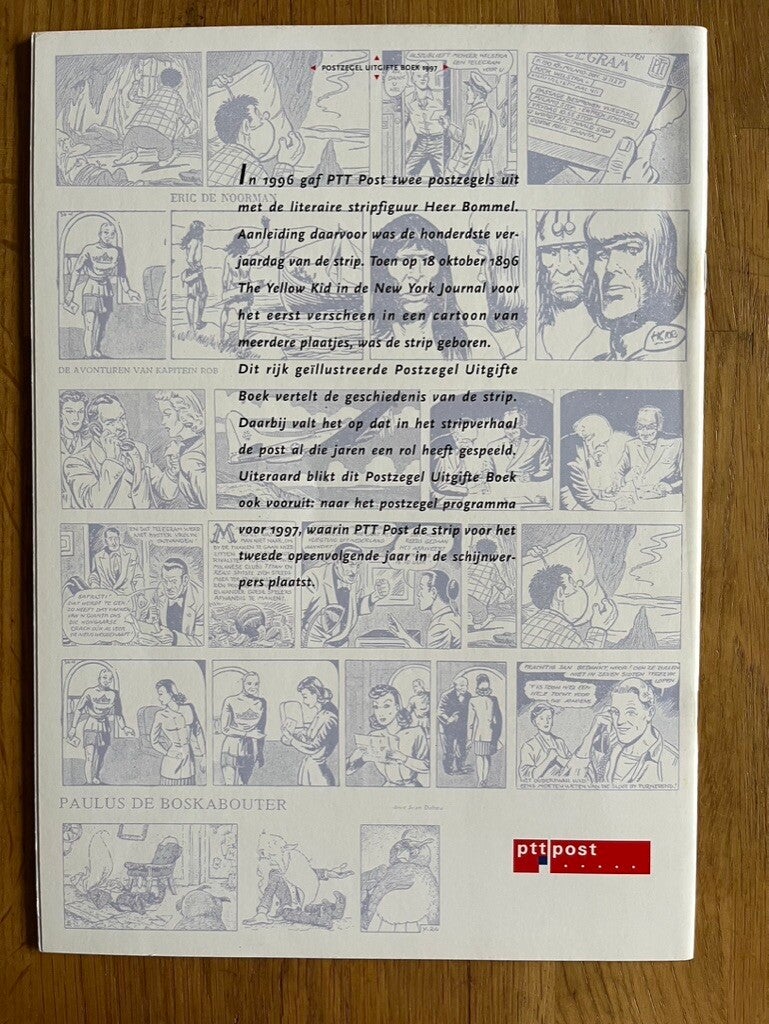 POSTZEGEL UITGIFTE BOEK 1997
In 1996 gaf PTT Post twee postzegels uit
met de literaire stripfiguur Heer Bommel.
Aanleiding daarvoor was de honderdste ver-
jaardag van de strip. Toen op 18 oktober 1896
The Yellow Kid in de New York Journal voor
het eerst verscheen in een cartoon van
meerdere plaatjes, was de strip geboren.
Dit rijk geïllustreerde Postzegel Uitgifte
Boek vertelt de geschiedenis van de strip.
Daarbij valt het op dat in het stripverhaal
de post al die jaren een rol heeft gespeeld.
Uiteraard blikt dit Postzegel Uitgifte Boek
ook vooruit: naar het postzegel programma
voor 1997, waarin PTT Post de strip voor het
tweede opeenvolgende jaar in de schijnwer-
pers plaatst.
ERIC DE NOORMAN
DE AVONTUREN VAN KAPITEIN ROB
PAULUS DE BOSKABOUTER
ptt post